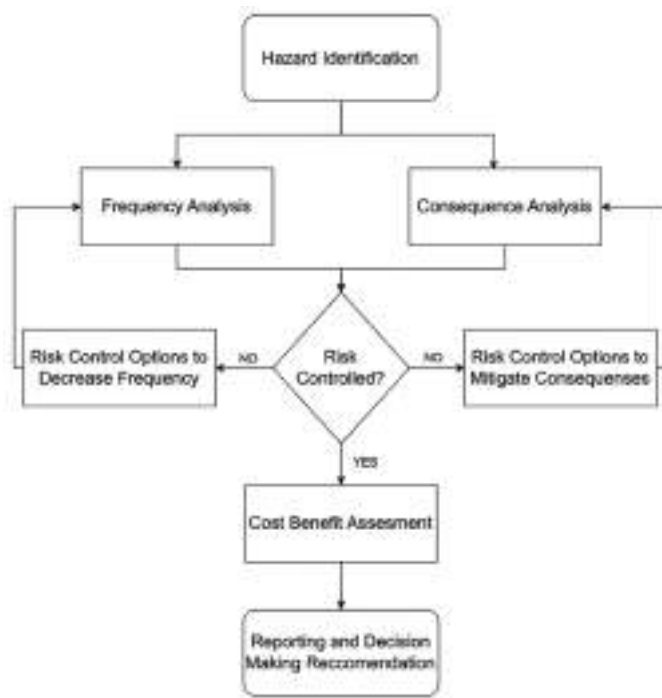 Hazard Identification
Frequency Analysis
Consequence Analysis
Risk Control Options to
Decrease Frequency
NO
Risk
Controlled?
NO
Risk Control Options to
Mitigate Consequenses
YES
Cost Benefit Assesment
Reporting and Decision
Making Reccomendation